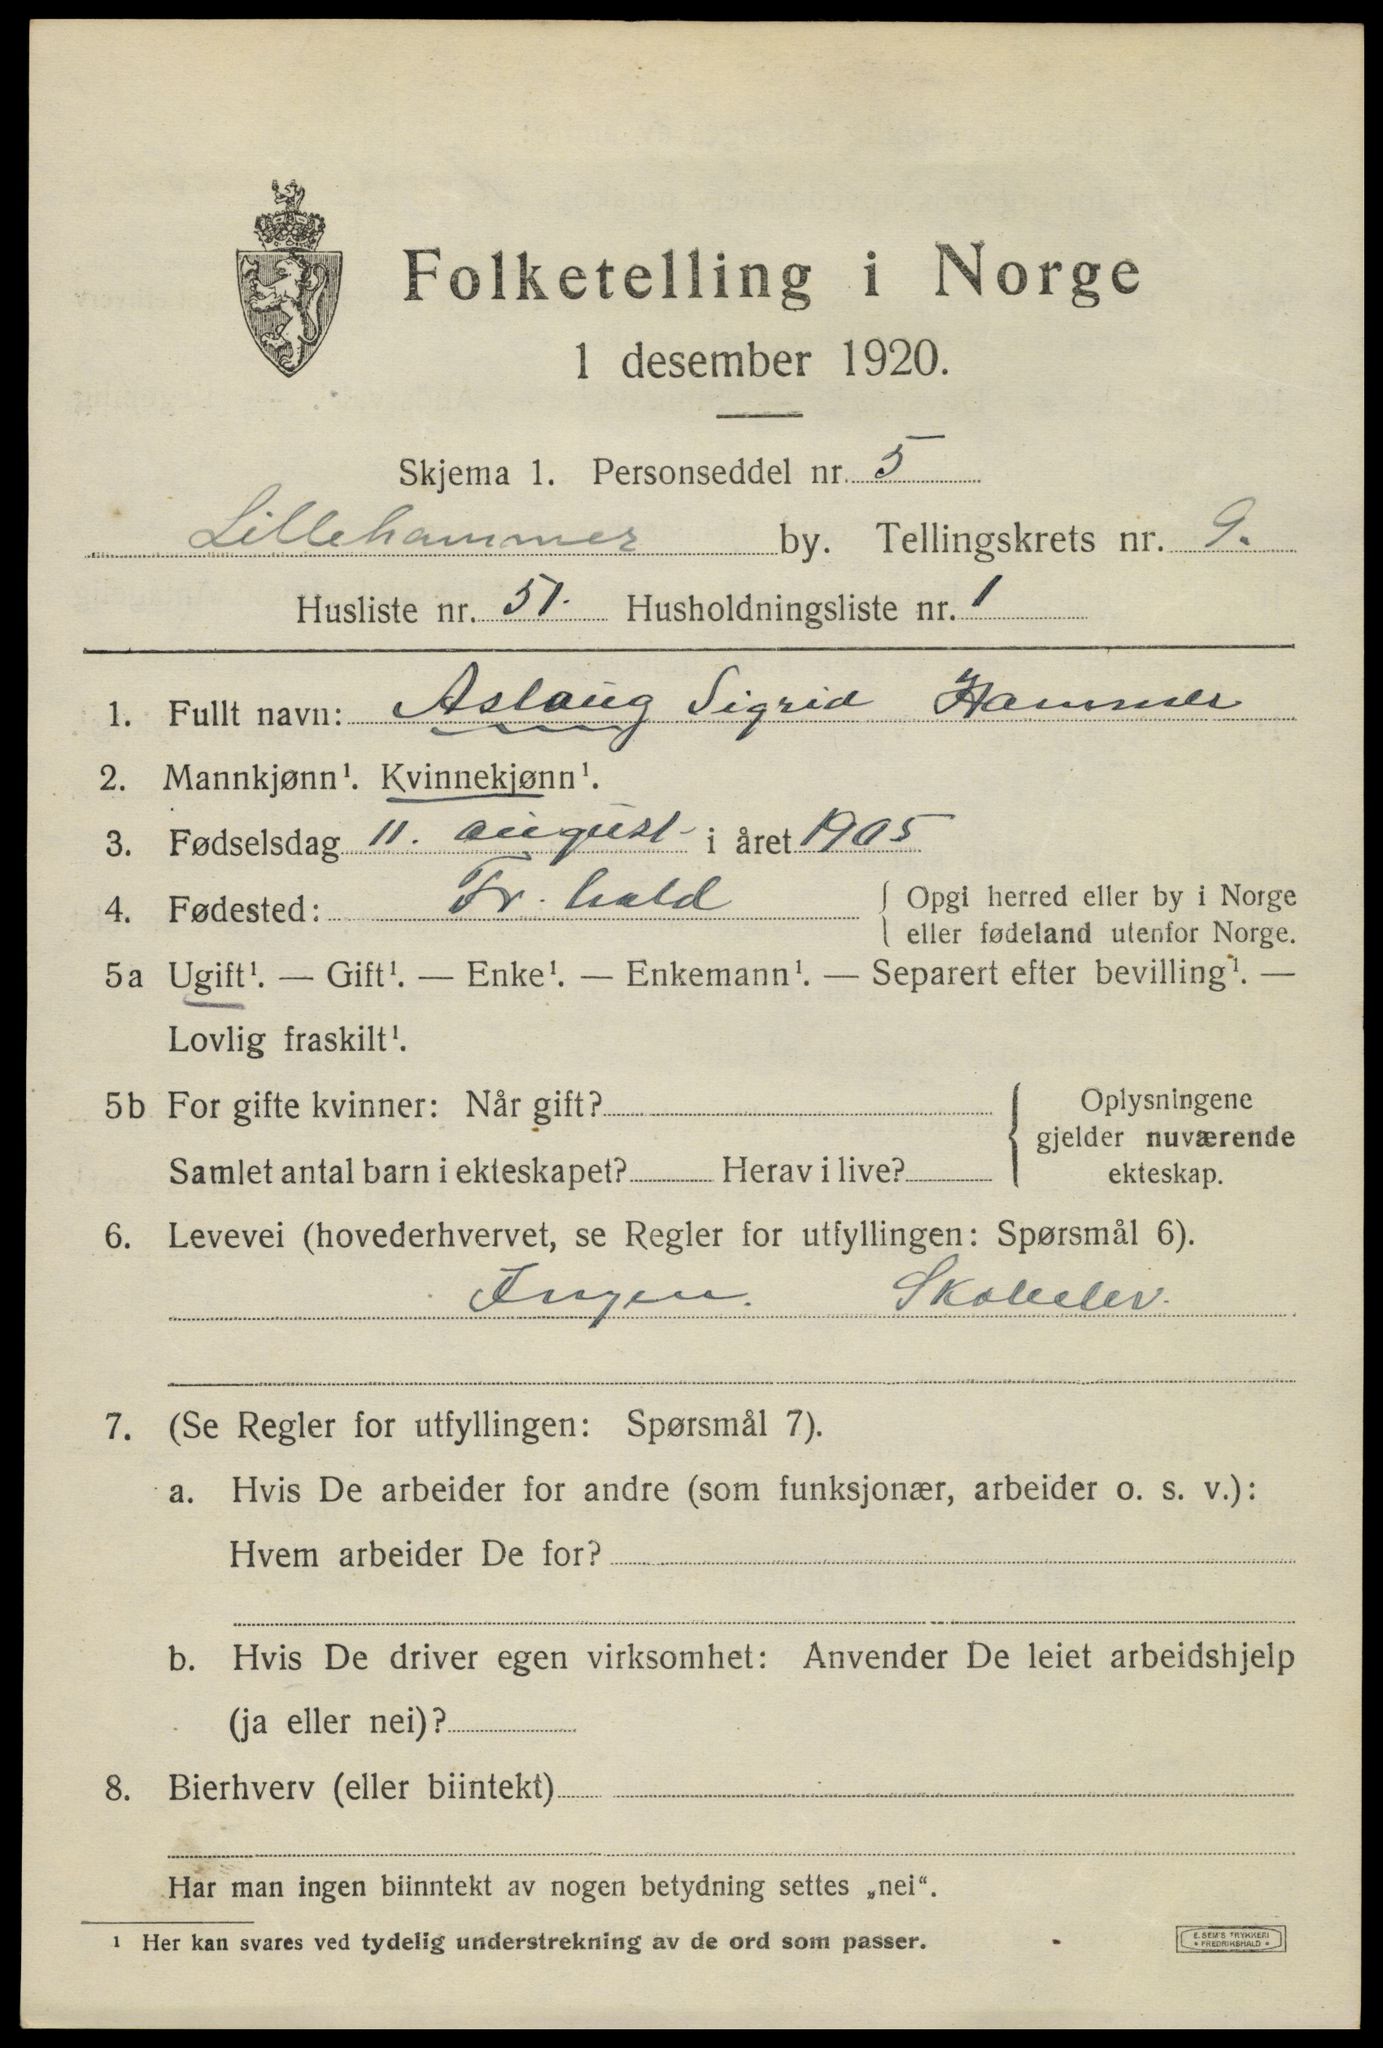 Folketelling i Norge
1 desember 1920.
Skjema 1. Personseddel nr. 5
Lillehammer by. Tellingskrets nr. 9.
Husliste nr. 51. Husholdningsliste nr. 1
1. Fullt navn: Aslaug Sigrid Hammer
2. Mannkjønn¹. Kvinnekjønn¹.
3. Fødselsdag 11. august i året 1905
4. Fødested: Fr.hald { Opgi herred eller by i Norge
eller fødeland utenfor Norge.
5a Ugift¹. — Gift¹. — Enke¹. — Enkemann¹. — Separert efter bevilling¹. —
Lovlig fraskilt¹.
5b For gifte kvinner: Når gift?
Samlet antal barn i ekteskapet? Herav i live?
{ Oplysningene
gjelder nuværende
ekteskap.
6. Levevei (hovederhvervet, se Regler for utfyllingen: Spørsmål 6).
Ingen. Skoleelev.
7. (Se Regler for utfyllingen: Spørsmål 7).
a. Hvis De arbeider for andre (som funksjonær, arbeider o. s. v.):
Hvem arbeider De for?
b. Hvis De driver egen virksomhet: Anvender De leiet arbeidshjelp
(ja eller nei)?
8. Bierhverv (eller biintekt)
Har man ingen biinntekt av nogen betydning settes „nei“.
¹ Her kan svares ved tydelig understrekning av de ord som passer.
E. SEM'S TRYKKERI
• FREDRIKSHALD •